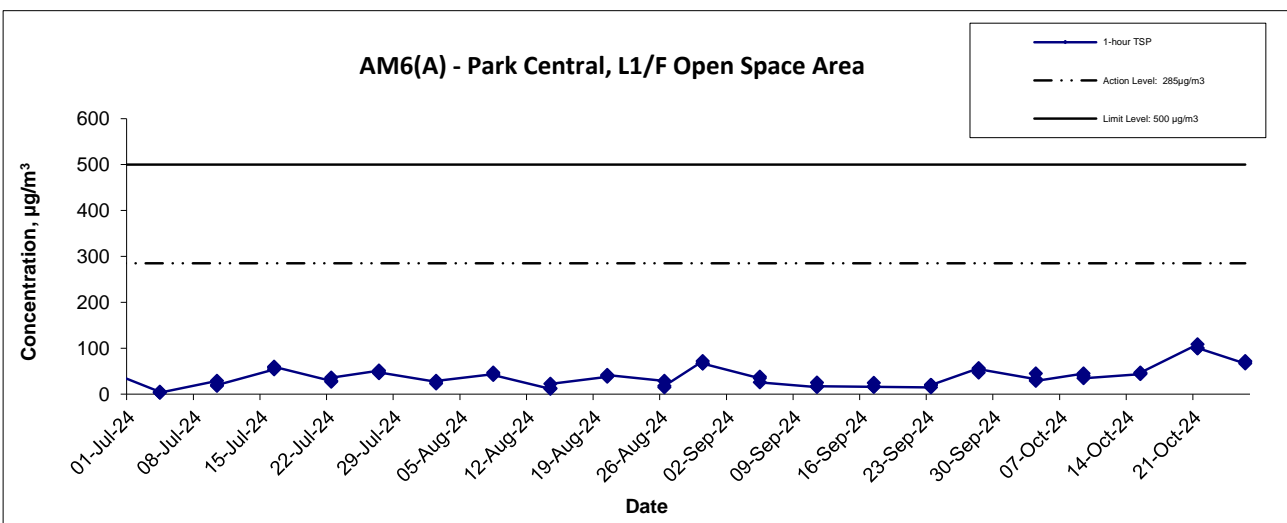 1-hour TSP
Action Level: 285µg/m3
Limit Level: 500 µg/m3
AM6(A) - Park Central, L1/F Open Space Area
Concentration, µg/m³
600
500
400
300
200
100
0
01-Jul-24
08-Jul-24
15-Jul-24
22-Jul-24
29-Jul-24
05-Aug-24
12-Aug-24
19-Aug-24
26-Aug-24
02-Sep-24
09-Sep-24
16-Sep-24
23-Sep-24
30-Sep-24
07-Oct-24
14-Oct-24
21-Oct-24
Date